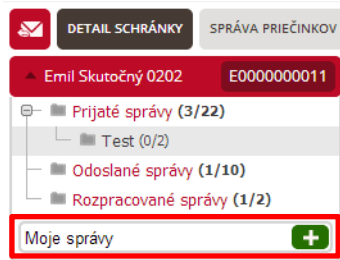 DETAIL SCHRÁNKY SPRÁVA PRIEČINKOV
Emil Skutočný 0202 E0000000011
Prijaté správy (3/22)
Test (0/2)
Odoslané správy (1/10)
Rozpracované správy (1/2)
Moje správy